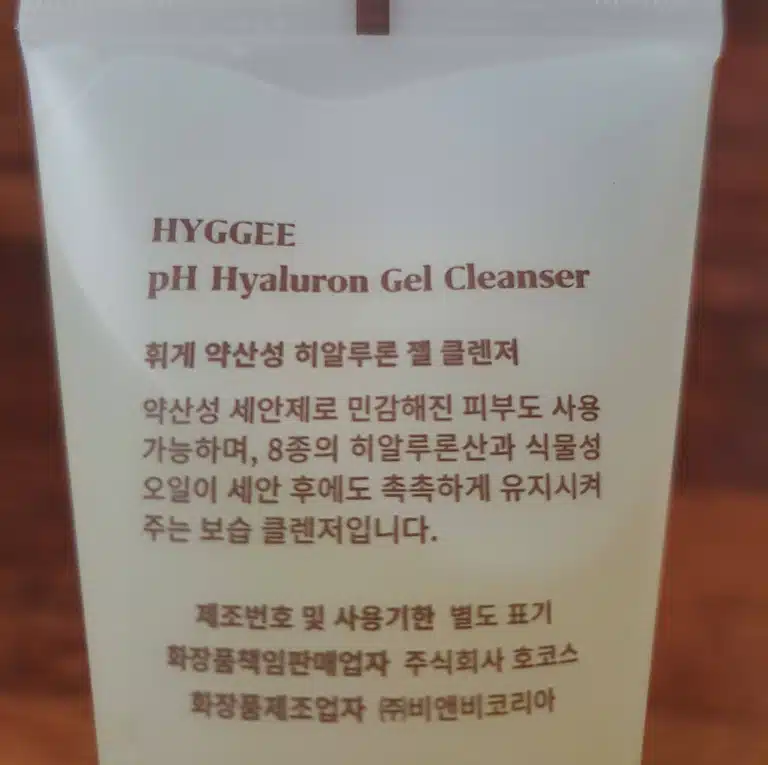 HYGGEE
pH Hyaluron Gel Cleanser
휘게 약산성 히알루론 젤 클렌저
약산성 세안제로 민감해진 피부도 사용
가능하며, 8종의 히알루론산과 식물성
오일이 세안 후에도 촉촉하게 유지시켜
주는 보습 클렌저입니다.
제조번호 및 사용기한 별도 표기
화장품책임판매업자 주식회사 호코스
화장품제조업자 ㈜비앤비코리아